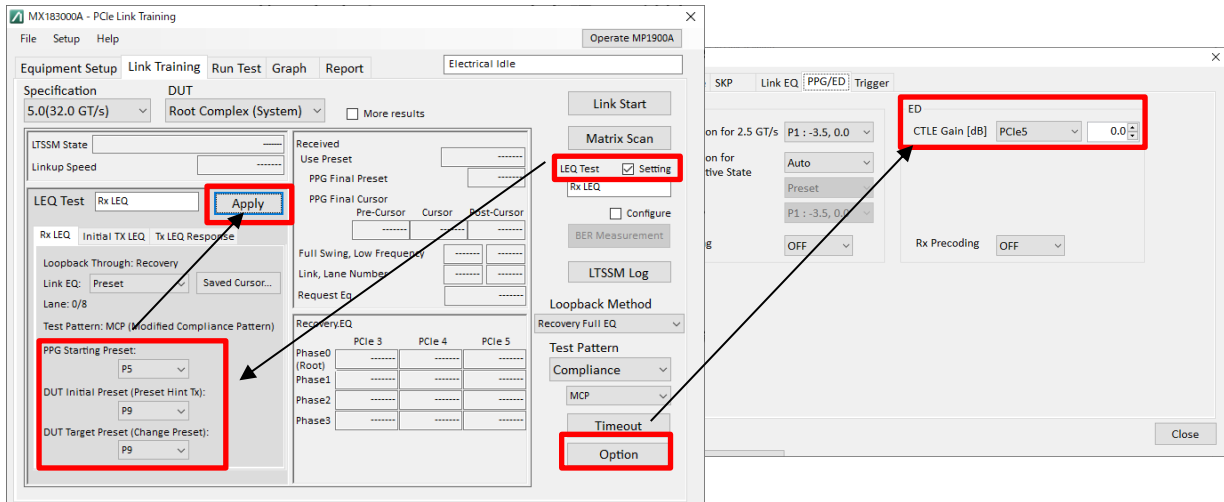 MX183000A - PCIe Link Training
File Setup Help
Operate MP1900A
Equipment Setup Link Training Run Test Graph Report
Electrical Idle
Specification DUT
5.0(32.0 GT/s) Root Complex (System) More results
Link Start
Matrix Scan
LTSSM State -------
Linkup Speed -------
LEQ Test Rx LEQ Apply
Rx LEQ Initial TX LEQ Tx LEQ Response
Loopback Through: Recovery
Link EQ: Preset Saved Cursor...
Lane: 0/8
Test Pattern: MCP (Modified Compliance Pattern)
PPG Starting Preset:
P5
DUT Initial Preset (Preset Hint Tx):
P9
DUT Target Preset (Change Preset):
P9
Received
Use Preset -------
PPG Final Preset -------
PPG Final Cursor
Pre-Cursor Cursor Post-Cursor
------- ------- -------
Full Swing, Low Frequency ------- -------
Link, Lane Number ------- -------
Request Eq -------
Recovery.EQ
PCIe 3 PCIe 4 PCIe 5
Phase0 ------- ------- -------
(Root)
Phase1 ------- ------- -------
Phase2 ------- ------- -------
Phase3 ------- ------- -------
LEQ Test Setting
Rx LEQ
Configure
BER Measurement
LTSSM Log
Loopback Method
Recovery Full EQ
Test Pattern
Compliance
MCP
Timeout
Option
SKP Link EQ PPG/ED Trigger
on for 2.5 GT/s P1 : -3.5, 0.0
on for
tive State
Auto
Preset
P1 : -3.5, 0.0
g OFF
ED
CTLE Gain [dB] PCIe5 0.0
Rx Precoding OFF
Close